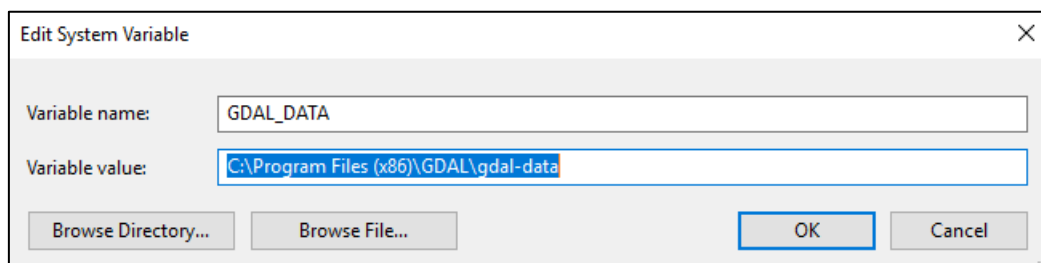 Edit System Variable
Variable name: GDAL_DATA
Variable value: C:\Program Files (x86)\GDAL\gdal-data
Browse Directory... Browse File... OK Cancel